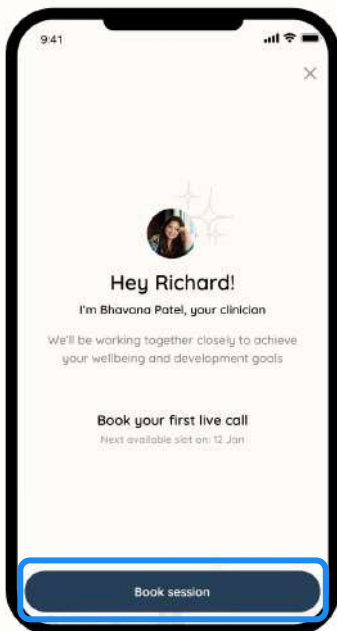 9:41
Hey Richard!
I'm Bhavana Patel, your clinician
We'll be working together closely to achieve
your wellbeing and development goals
Book your first live call
Next available slot on: 12 Jan
Book session